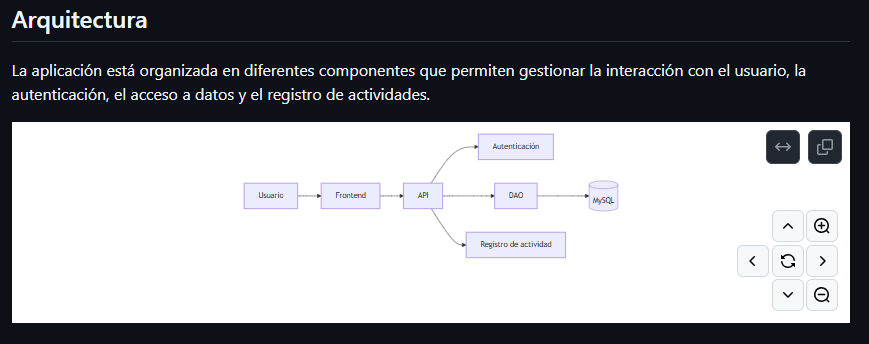 Arquitectura
La aplicación está organizada en diferentes componentes que permiten gestionar la interacción con el usuario, la
autenticación, el acceso a datos y el registro de actividades.
Autenticación
Usuario
Frontend
API
DAO
MySQL
Registro de actividad